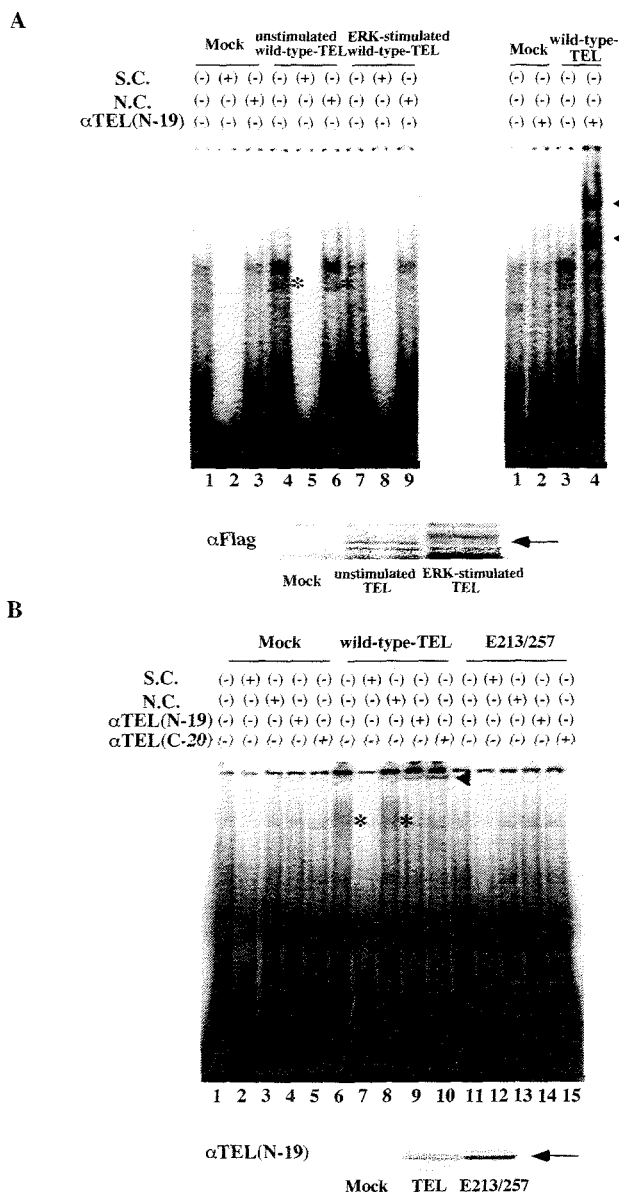 A
Mock unstimulated wild-type-TEL ERK-stimulated wild-type-TEL Mock wild-type-TEL
S.C. (-) (+) (-) (-) (+) (-) (-) (+) (-) (-) (-) (-) (-)
N.C. (-) (-) (+) (-) (-) (+) (-) (-) (+) (-) (-) (-) (-)
αTEL(N-19) (-) (-) (-) (-) (-) (-) (-) (-) (-) (-) (+) (-) (+)
* *
1 2 3 4 5 6 7 8 9 1 2 3 4
αFlag
Mock unstimulated TEL ERK-stimulated TEL
B
Mock wild-type-TEL E213/257
S.C. (-) (+) (-) (-) (-) (-) (+) (-) (-) (-) (-) (+) (-) (-) (-)
N.C. (-) (-) (+) (-) (-) (-) (-) (+) (-) (-) (-) (-) (+) (-) (-)
αTEL(N-19) (-) (-) (-) (+) (-) (-) (-) (-) (+) (-) (-) (-) (-) (+) (-)
αTEL(C-20) (-) (-) (-) (-) (+) (-) (-) (-) (-) (+) (-) (-) (-) (-) (+)
* *
1 2 3 4 5 6 7 8 9 10 11 12 13 14 15
αTEL(N-19)
Mock TEL E213/257